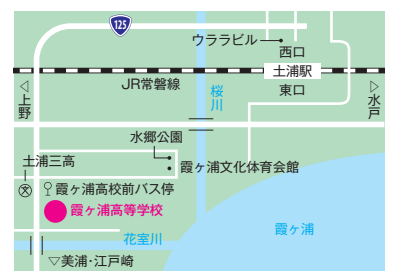 125
ウララビル
西口
土浦駅
JR常磐線
東口
◁上野
桜川
▷水戸
水郷公園
土浦三高
霞ヶ浦文化体育会館
文
霞ヶ浦高校前バス停
霞ヶ浦高等学校
霞ヶ浦
花室川
▽美浦･江戸崎